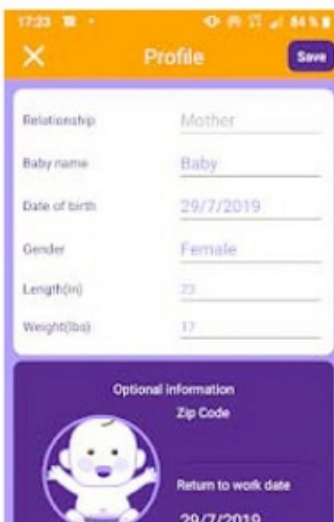 17:23 84%
Profile
Save
Relationship Mother
Baby name Baby
Date of birth 29/7/2019
Gender Female
Length(in) 23
Weight(lbs) 17
Optional information
Zip Code
Return to work date
29/7/2019